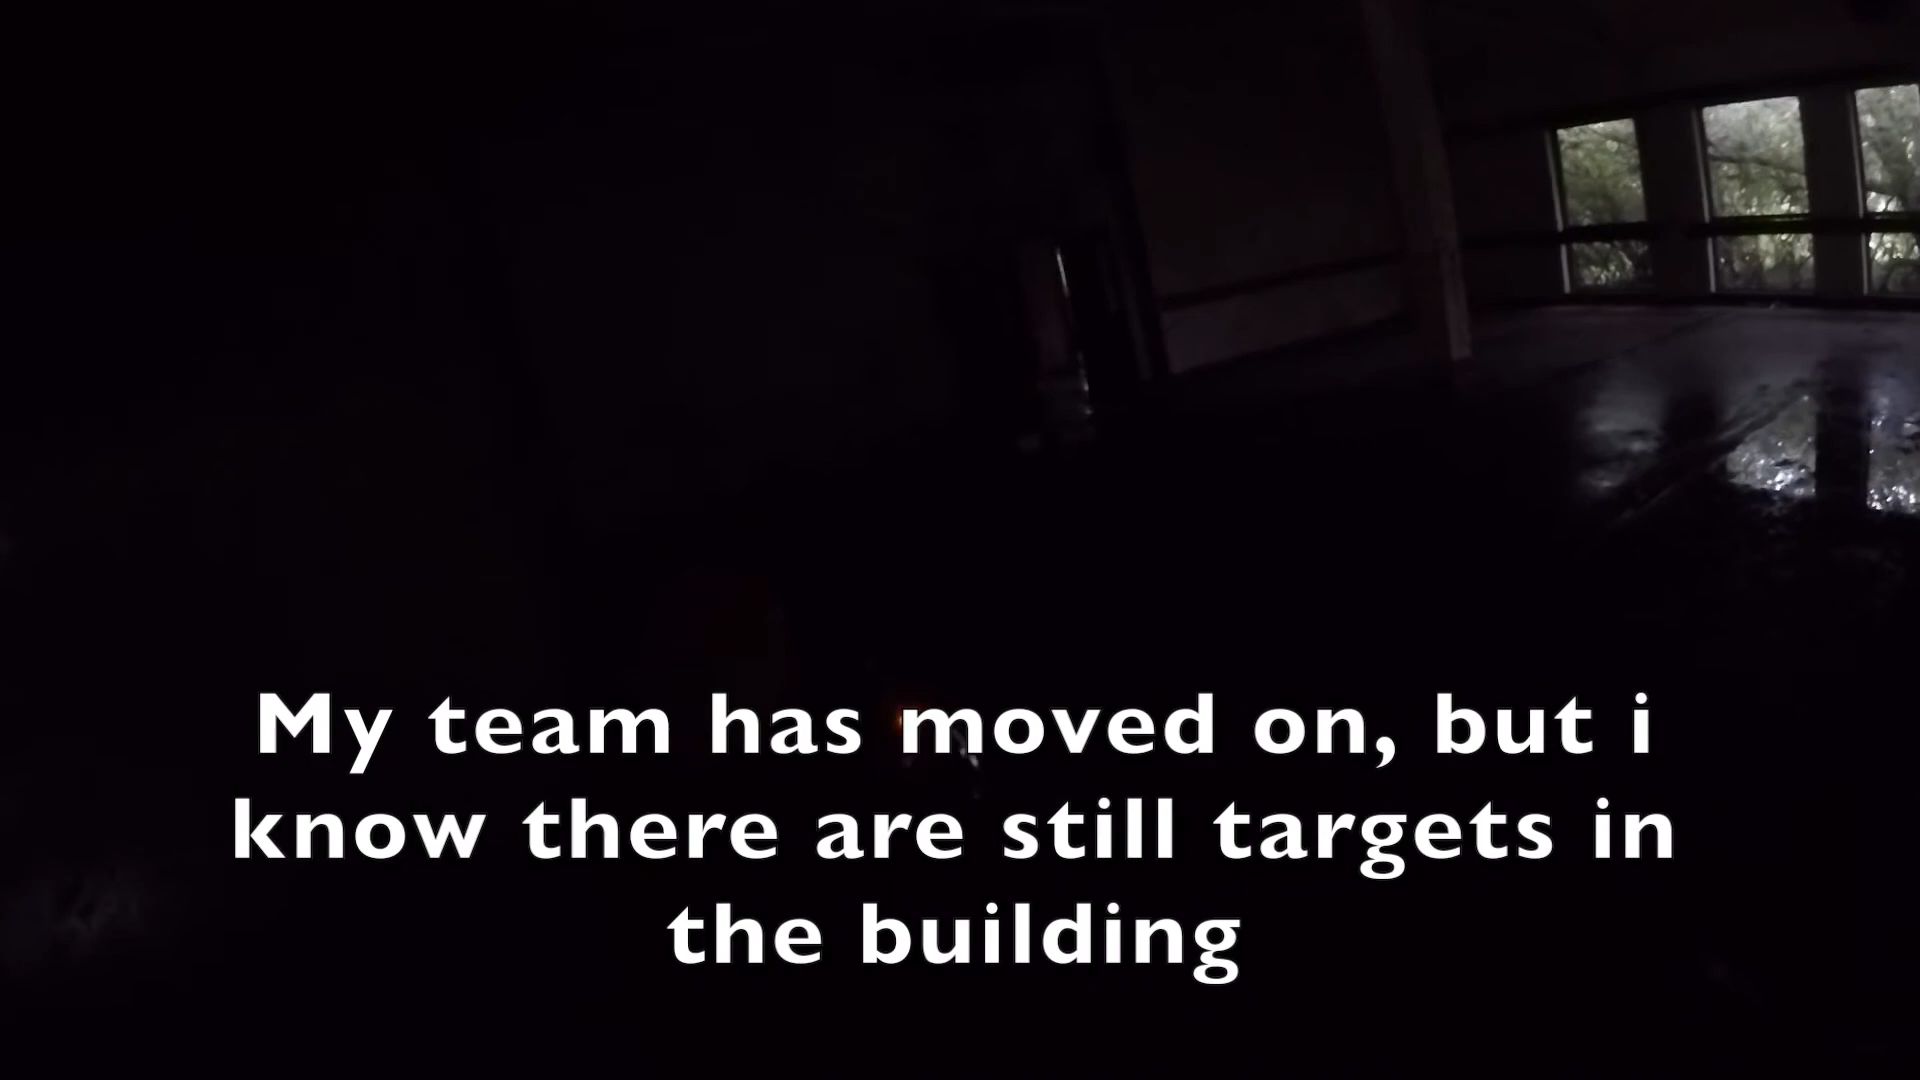 My team has moved on, but i
know there are still targets in
the building